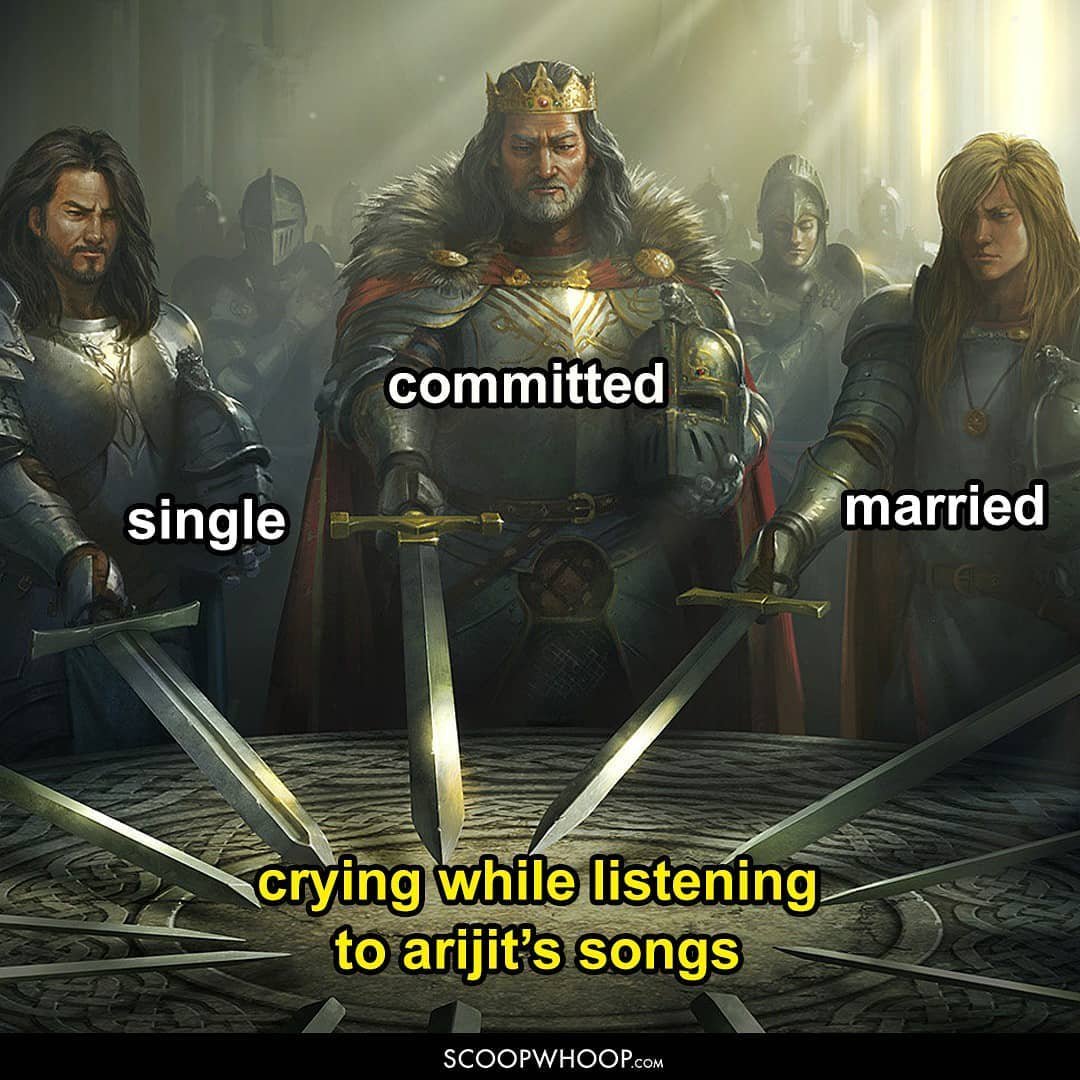 committed
single
married
crying while listening
to arijit's songs
SCOOPWHOOP.COM